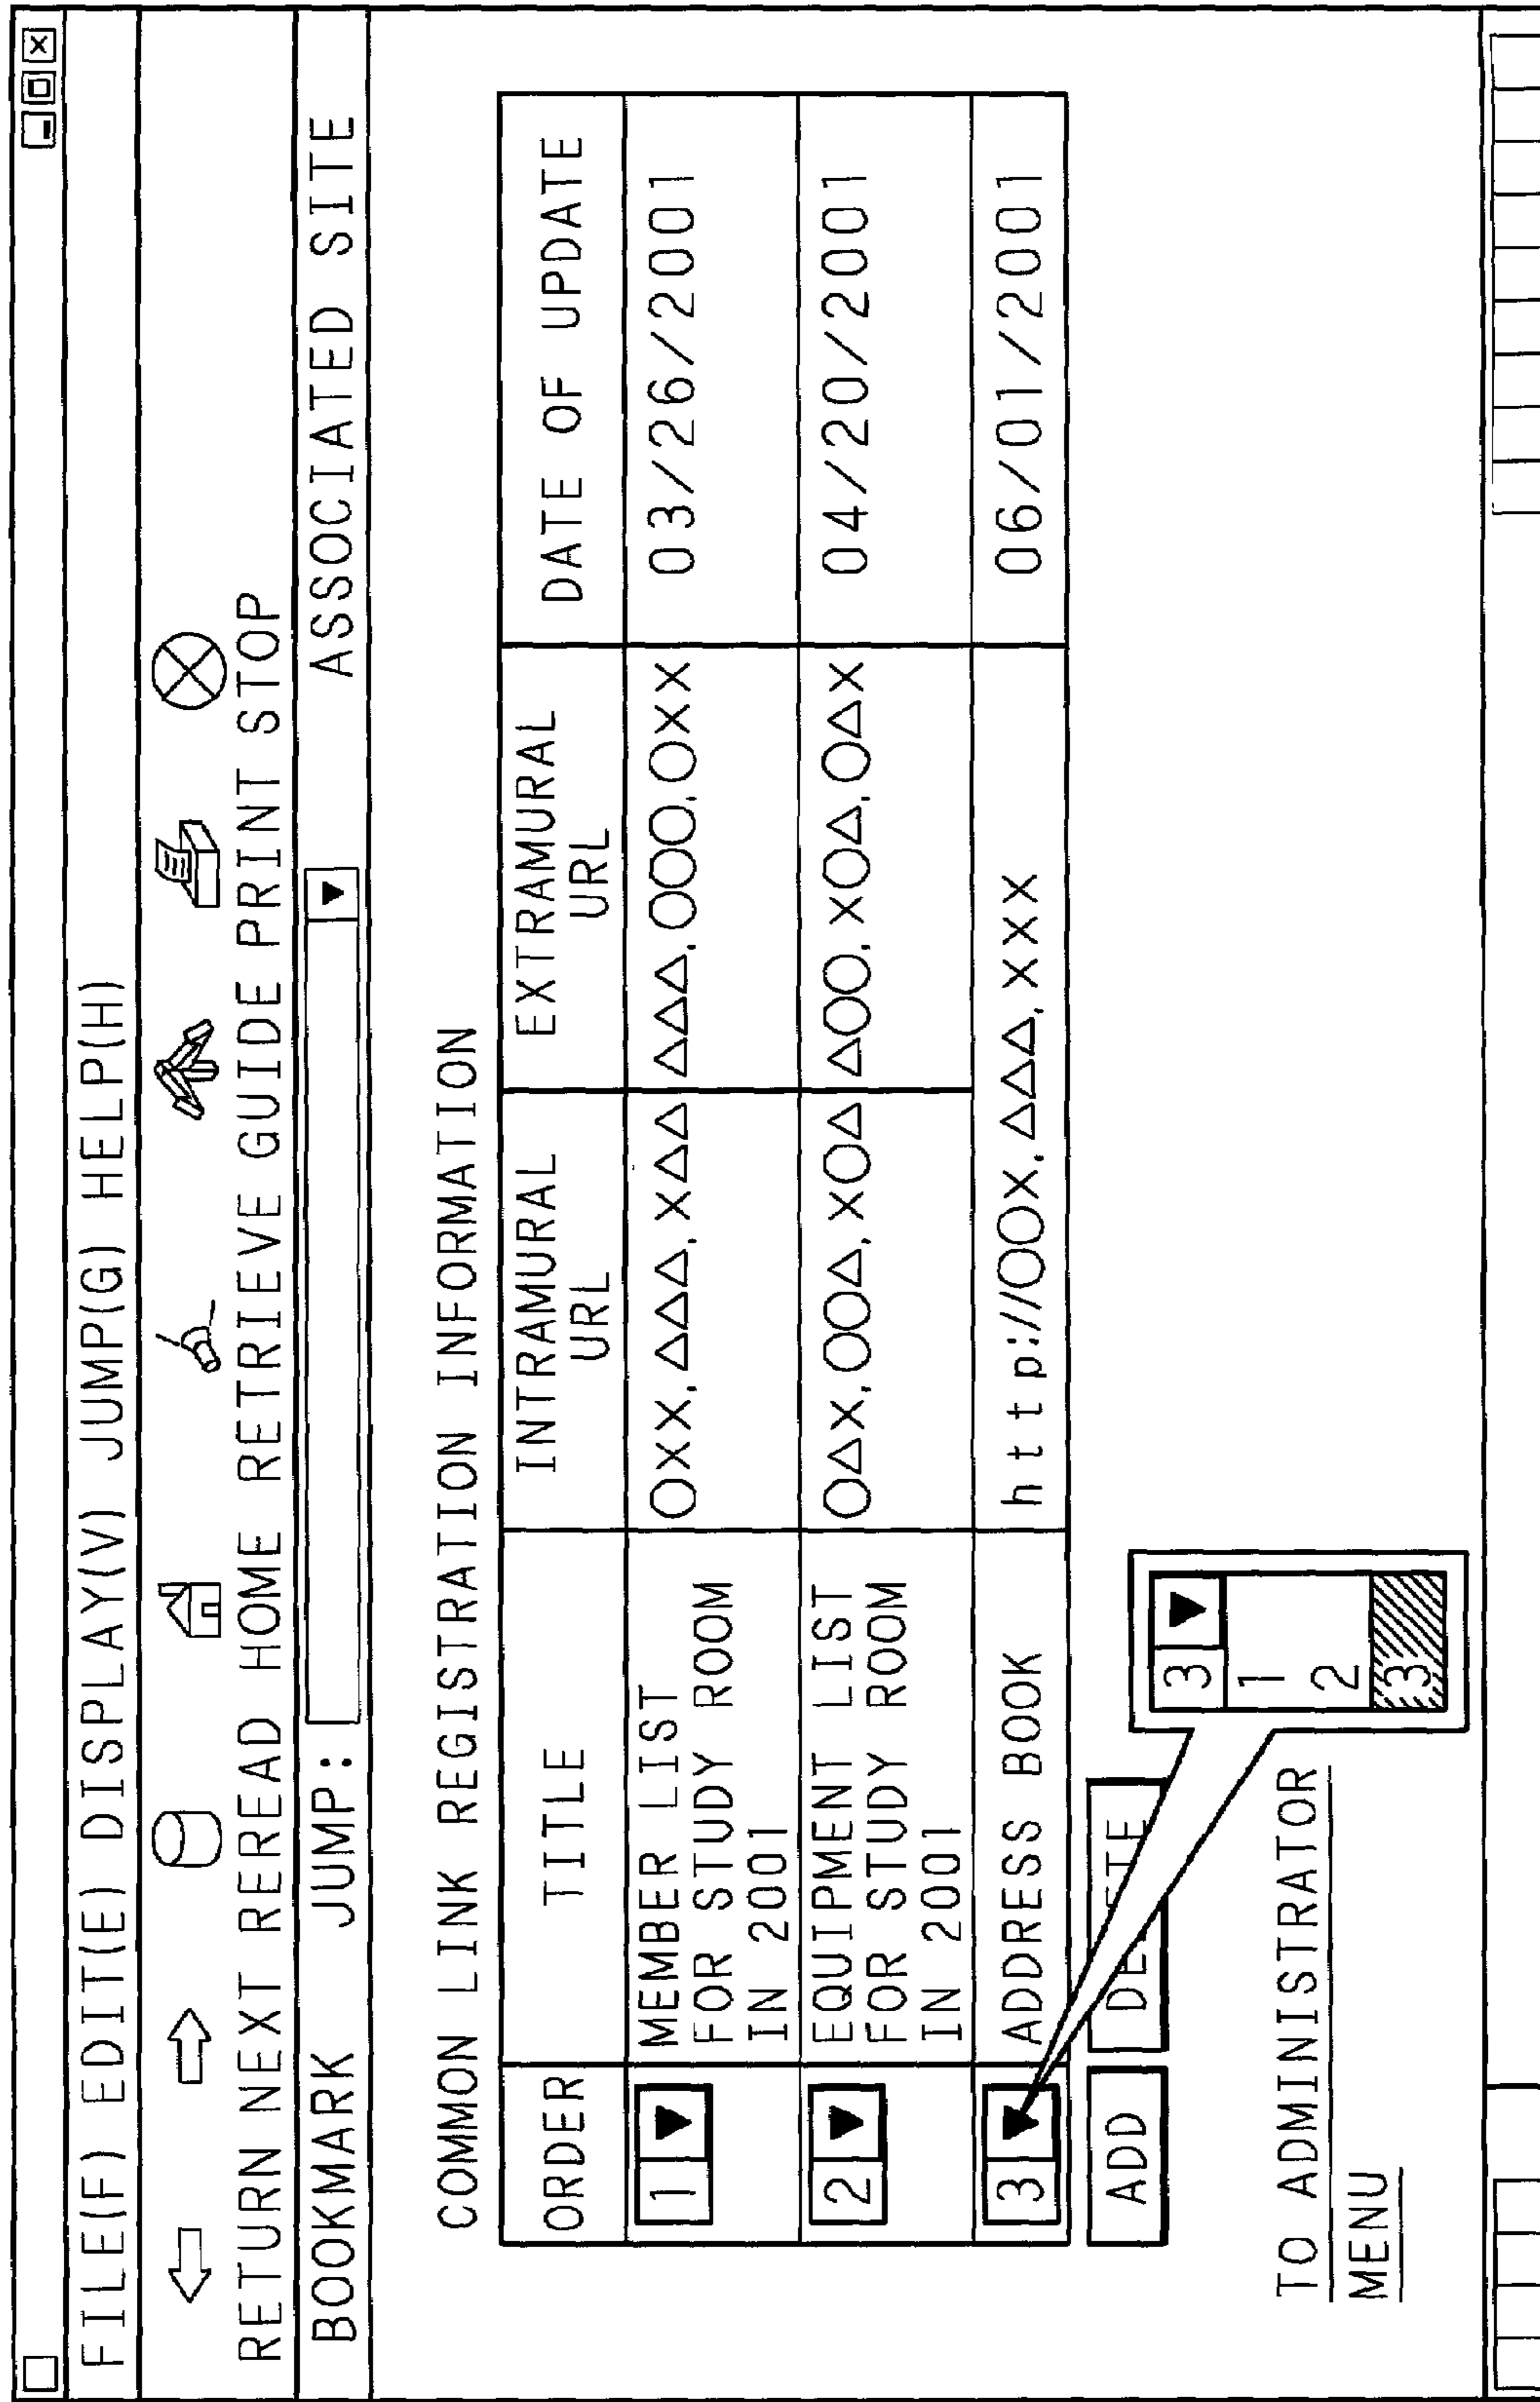 FILE(F) EDIT(E) DISPLAY(V) JUMP(G) HELP(H)
RETURN NEXT REREAD HOME RETRIEVE GUIDE PRINT STOP
BOOKMARK JUMP: ▼ ASSOCIATED SITE
COMMON LINK REGISTRATION INFORMATION
ORDER TITLE INTRAMURAL URL EXTRAMURAL URL DATE OF UPDATE
1 ▼ MEMBER LIST ○××.△△△.×△△ △△△.○○○.○×× 03/26/2001
FOR STUDY ROOM
IN 2001
2 ▼ EQUIPMENT LIST ○△×.○○△.×○△ △○○.×○△.○△× 04/20/2001
FOR STUDY ROOM
IN 2001
3 ▼ ADDRESS BOOK http://○○×.△△△.××× 06/01/2001
ADD
3 ▼
1
2
3
TO ADMINISTRATOR
MENU